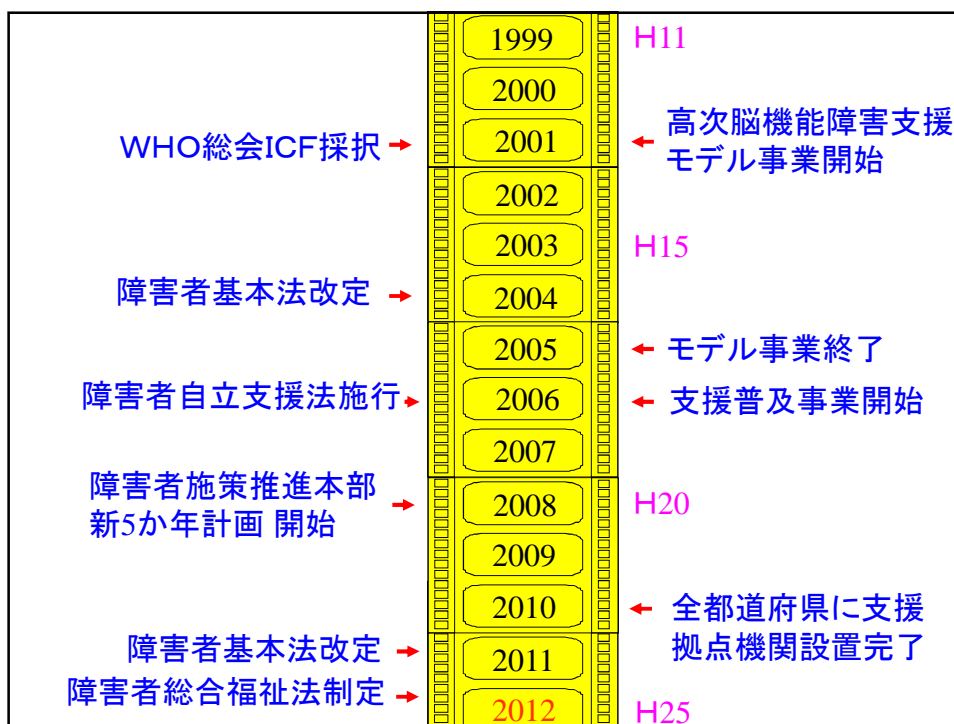 1999 H11
2000
WHO総会ICF採択 2001 高次脳機能障害支援
モデル事業開始
2002
2003 H15
障害者基本法改定 2004
2005 モデル事業終了
障害者自立支援法施行 2006 支援普及事業開始
2007
障害者施策推進本部
新5か年計画 開始
2008 H20
2009
2010 全都道府県に支援
拠点機関設置完了
障害者基本法改定 2011
障害者総合福祉法制定 2012 H25